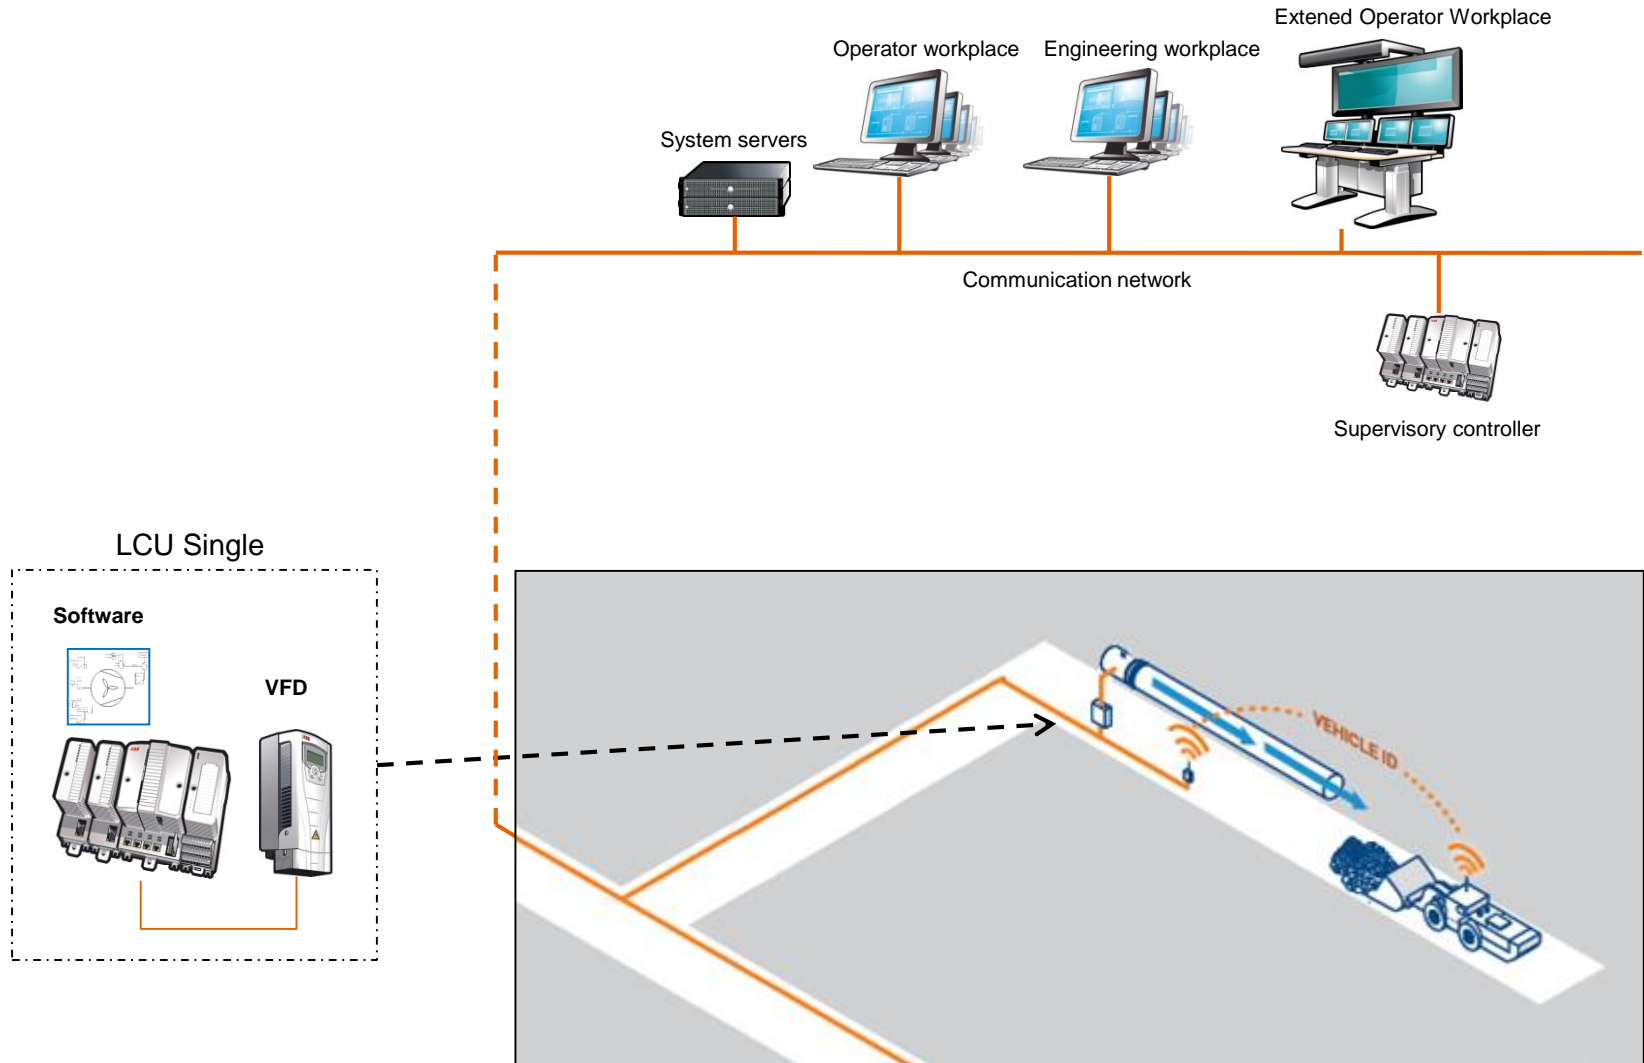 Extened Operator Workplace
Operator workplace
Engineering workplace
System servers
Communication network
Supervisory controller
LCU Single
Software
VFD
ABB
VEHICLE ID